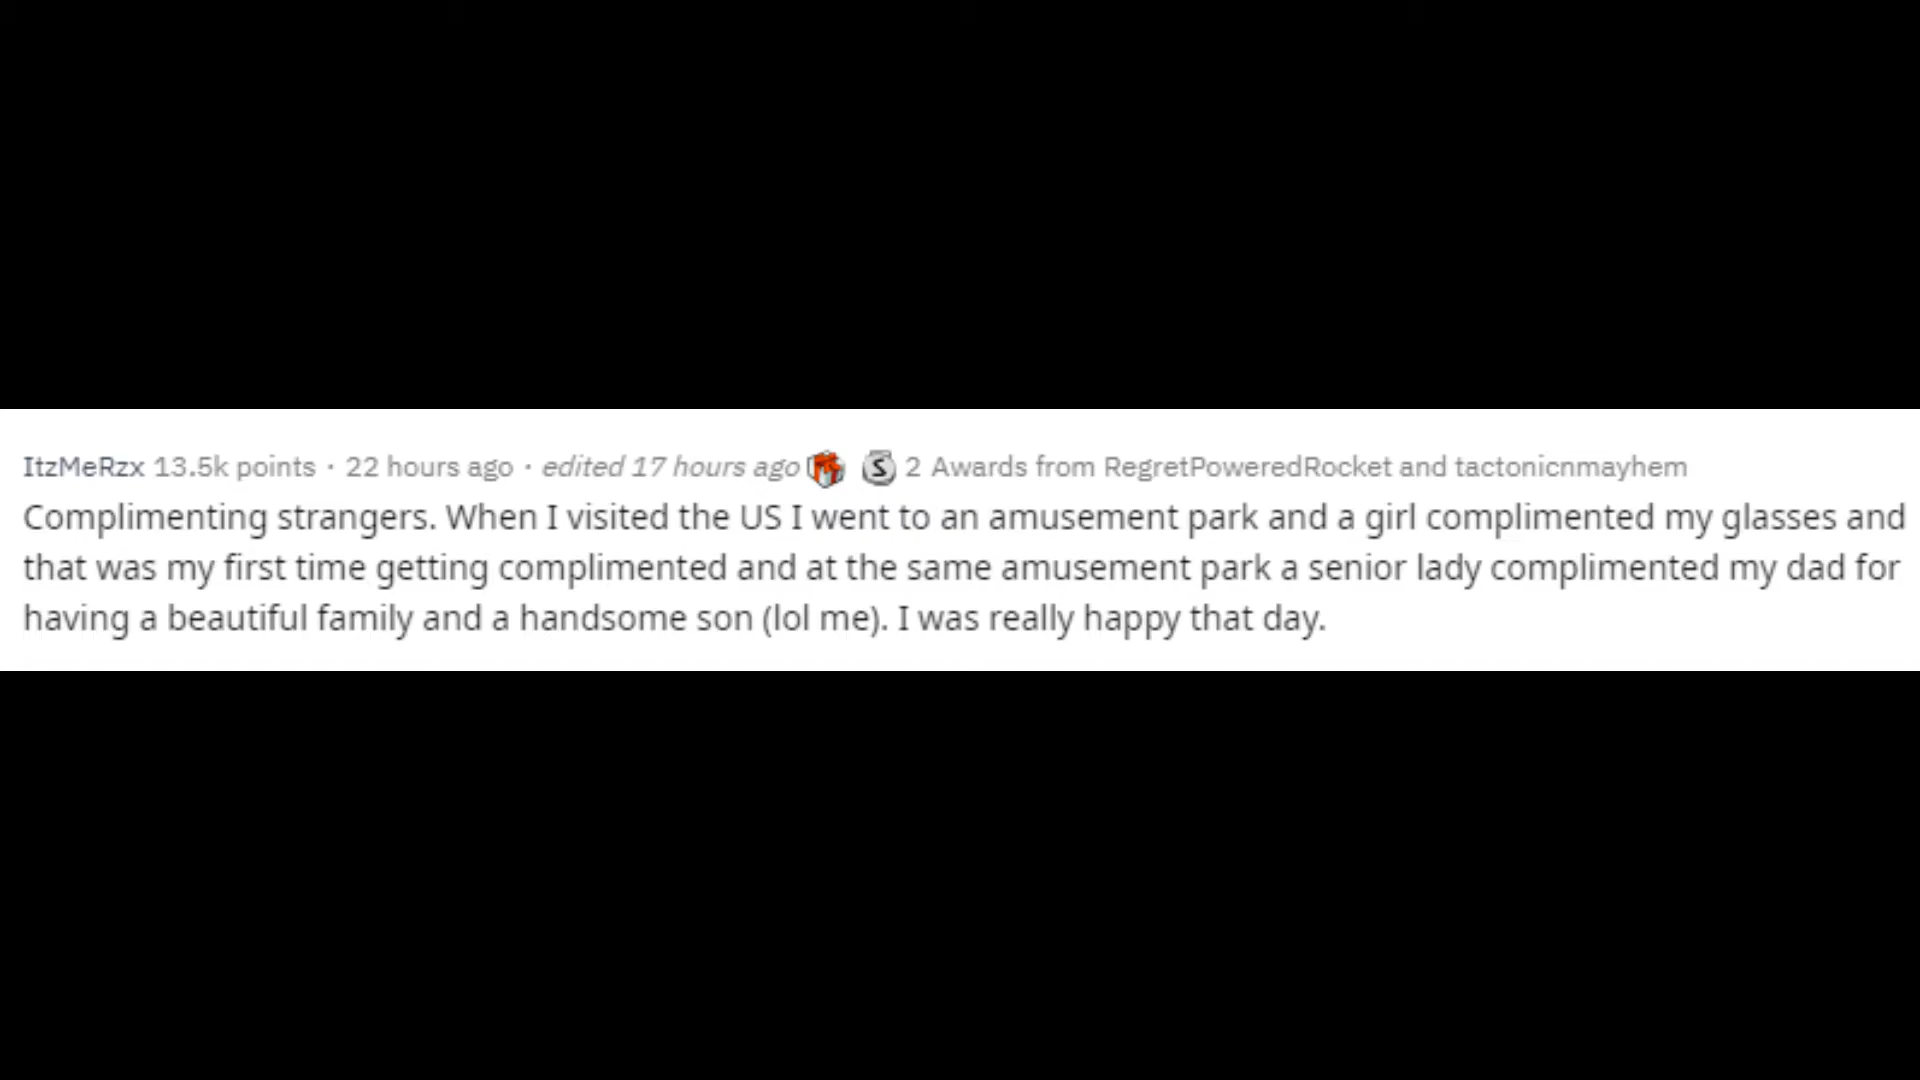 ItzMeRzx 13.5k points · 22 hours ago · edited 17 hours ago S 2 Awards from RegretPoweredRocket and tactonicnmayhem
Complimenting strangers. When I visited the US I went to an amusement park and a girl complimented my glasses and
that was my first time getting complimented and at the same amusement park a senior lady complimented my dad for
having a beautiful family and a handsome son (lol me). I was really happy that day.